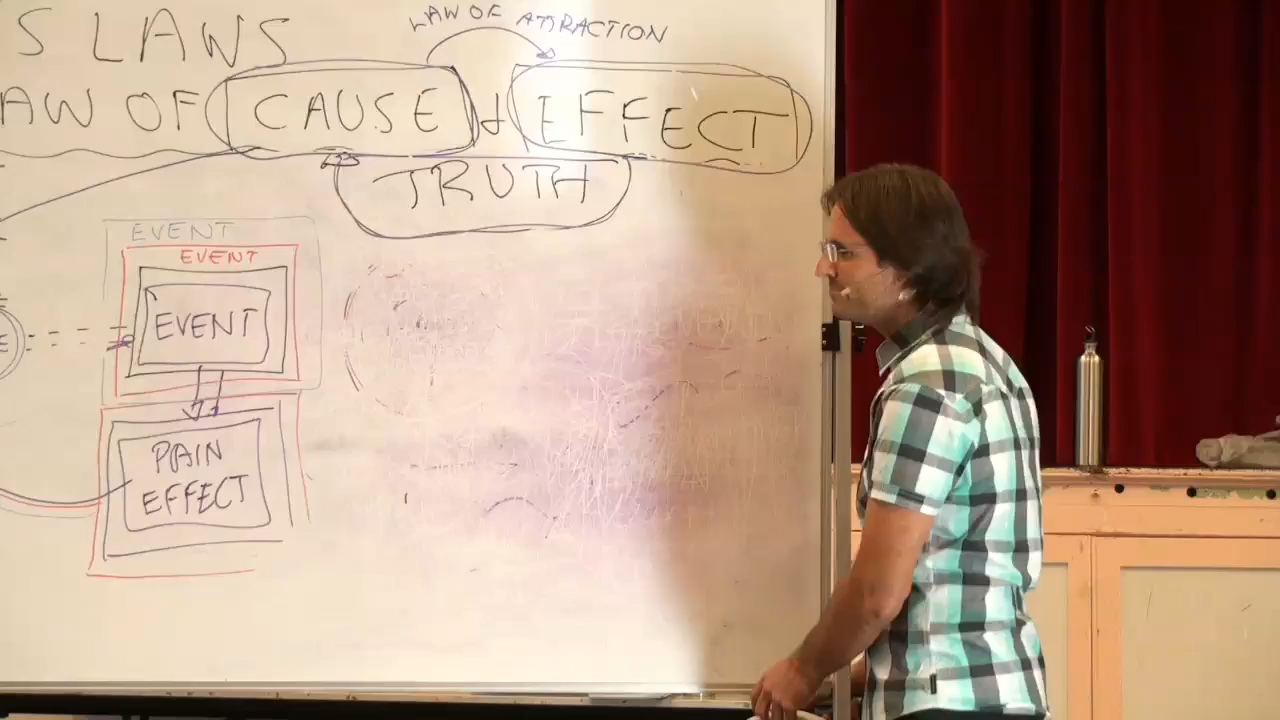 LAW OF ATTRACTION
S LAWS
AW OF CAUSE & EFFECT
TRUTH
EVENT
EVENT
EVENT
E
PAIN
EFFECT